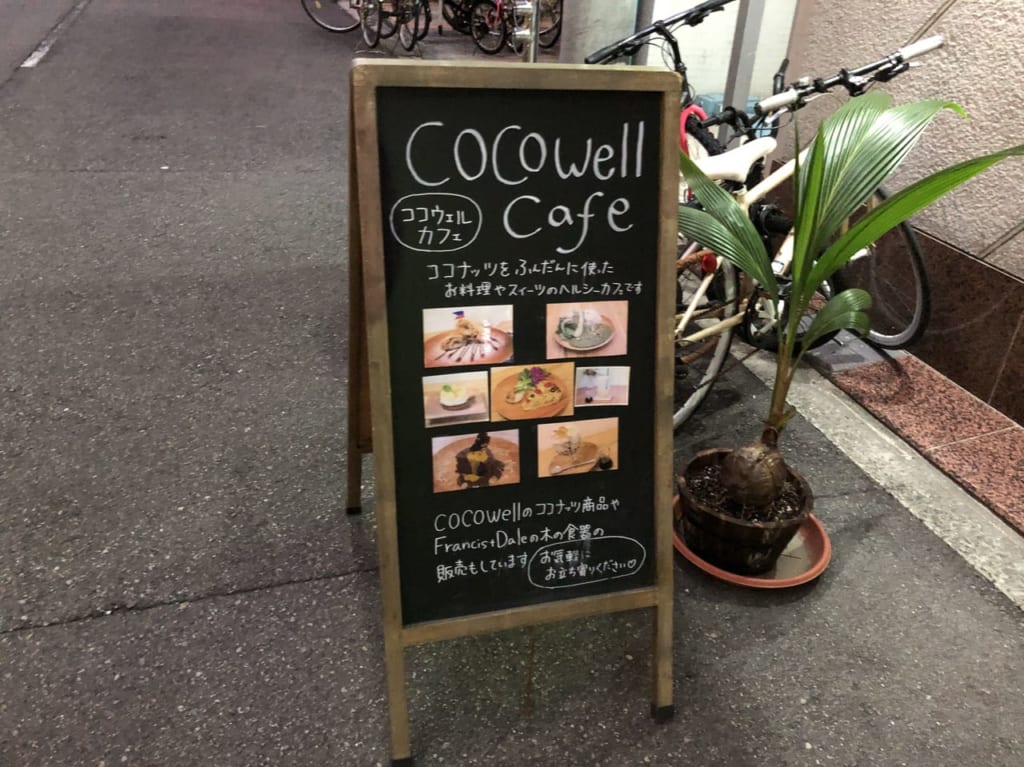 cocowell
cafe
ココウェル
カフェ
ココナッツをふんだんに使った
お料理やスイーツのヘルシーカフェです
cocowellのココナッツ商品や
Francis+Daleの木の食器の
販売もしています
お気軽に
お立ち寄りください♡